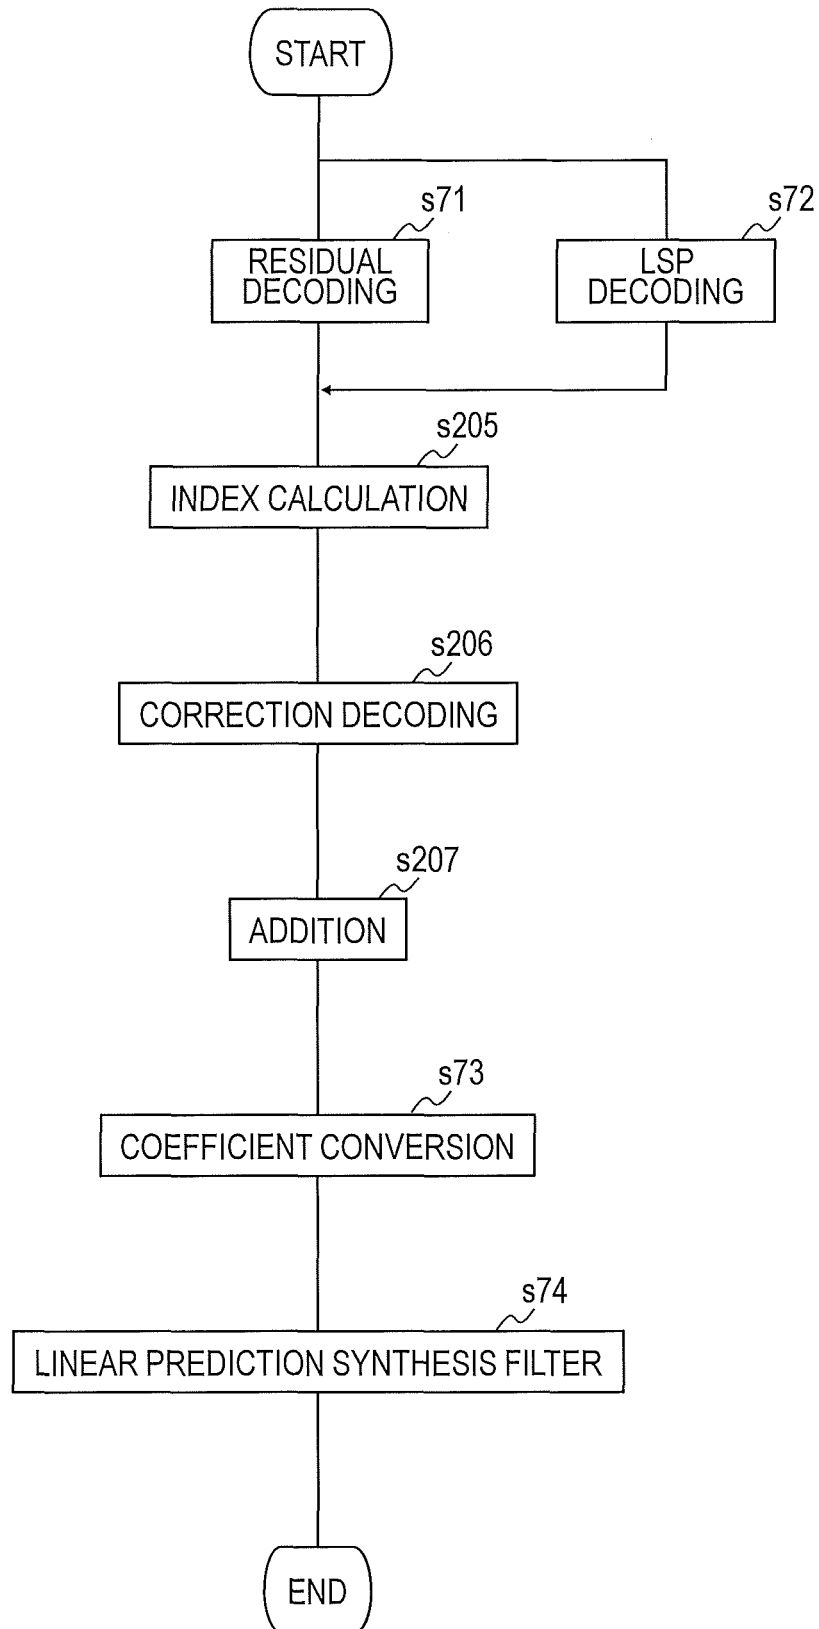 START
s71
RESIDUAL
DECODING
s72
LSP
DECODING
s205
INDEX CALCULATION
s206
CORRECTION DECODING
s207
ADDITION
s73
COEFFICIENT CONVERSION
s74
LINEAR PREDICTION SYNTHESIS FILTER
END